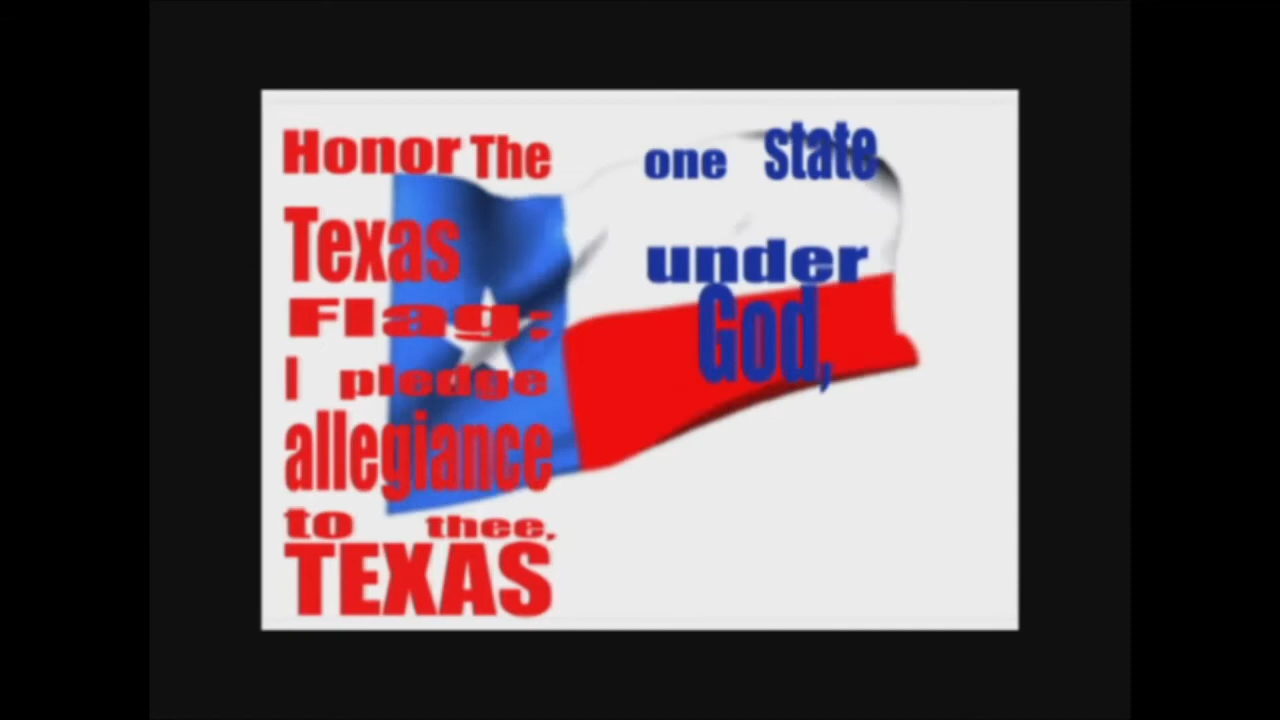 Honor The
Texas
Flag;
I pledge
allegiance
to thee,
TEXAS
one state
under
God,